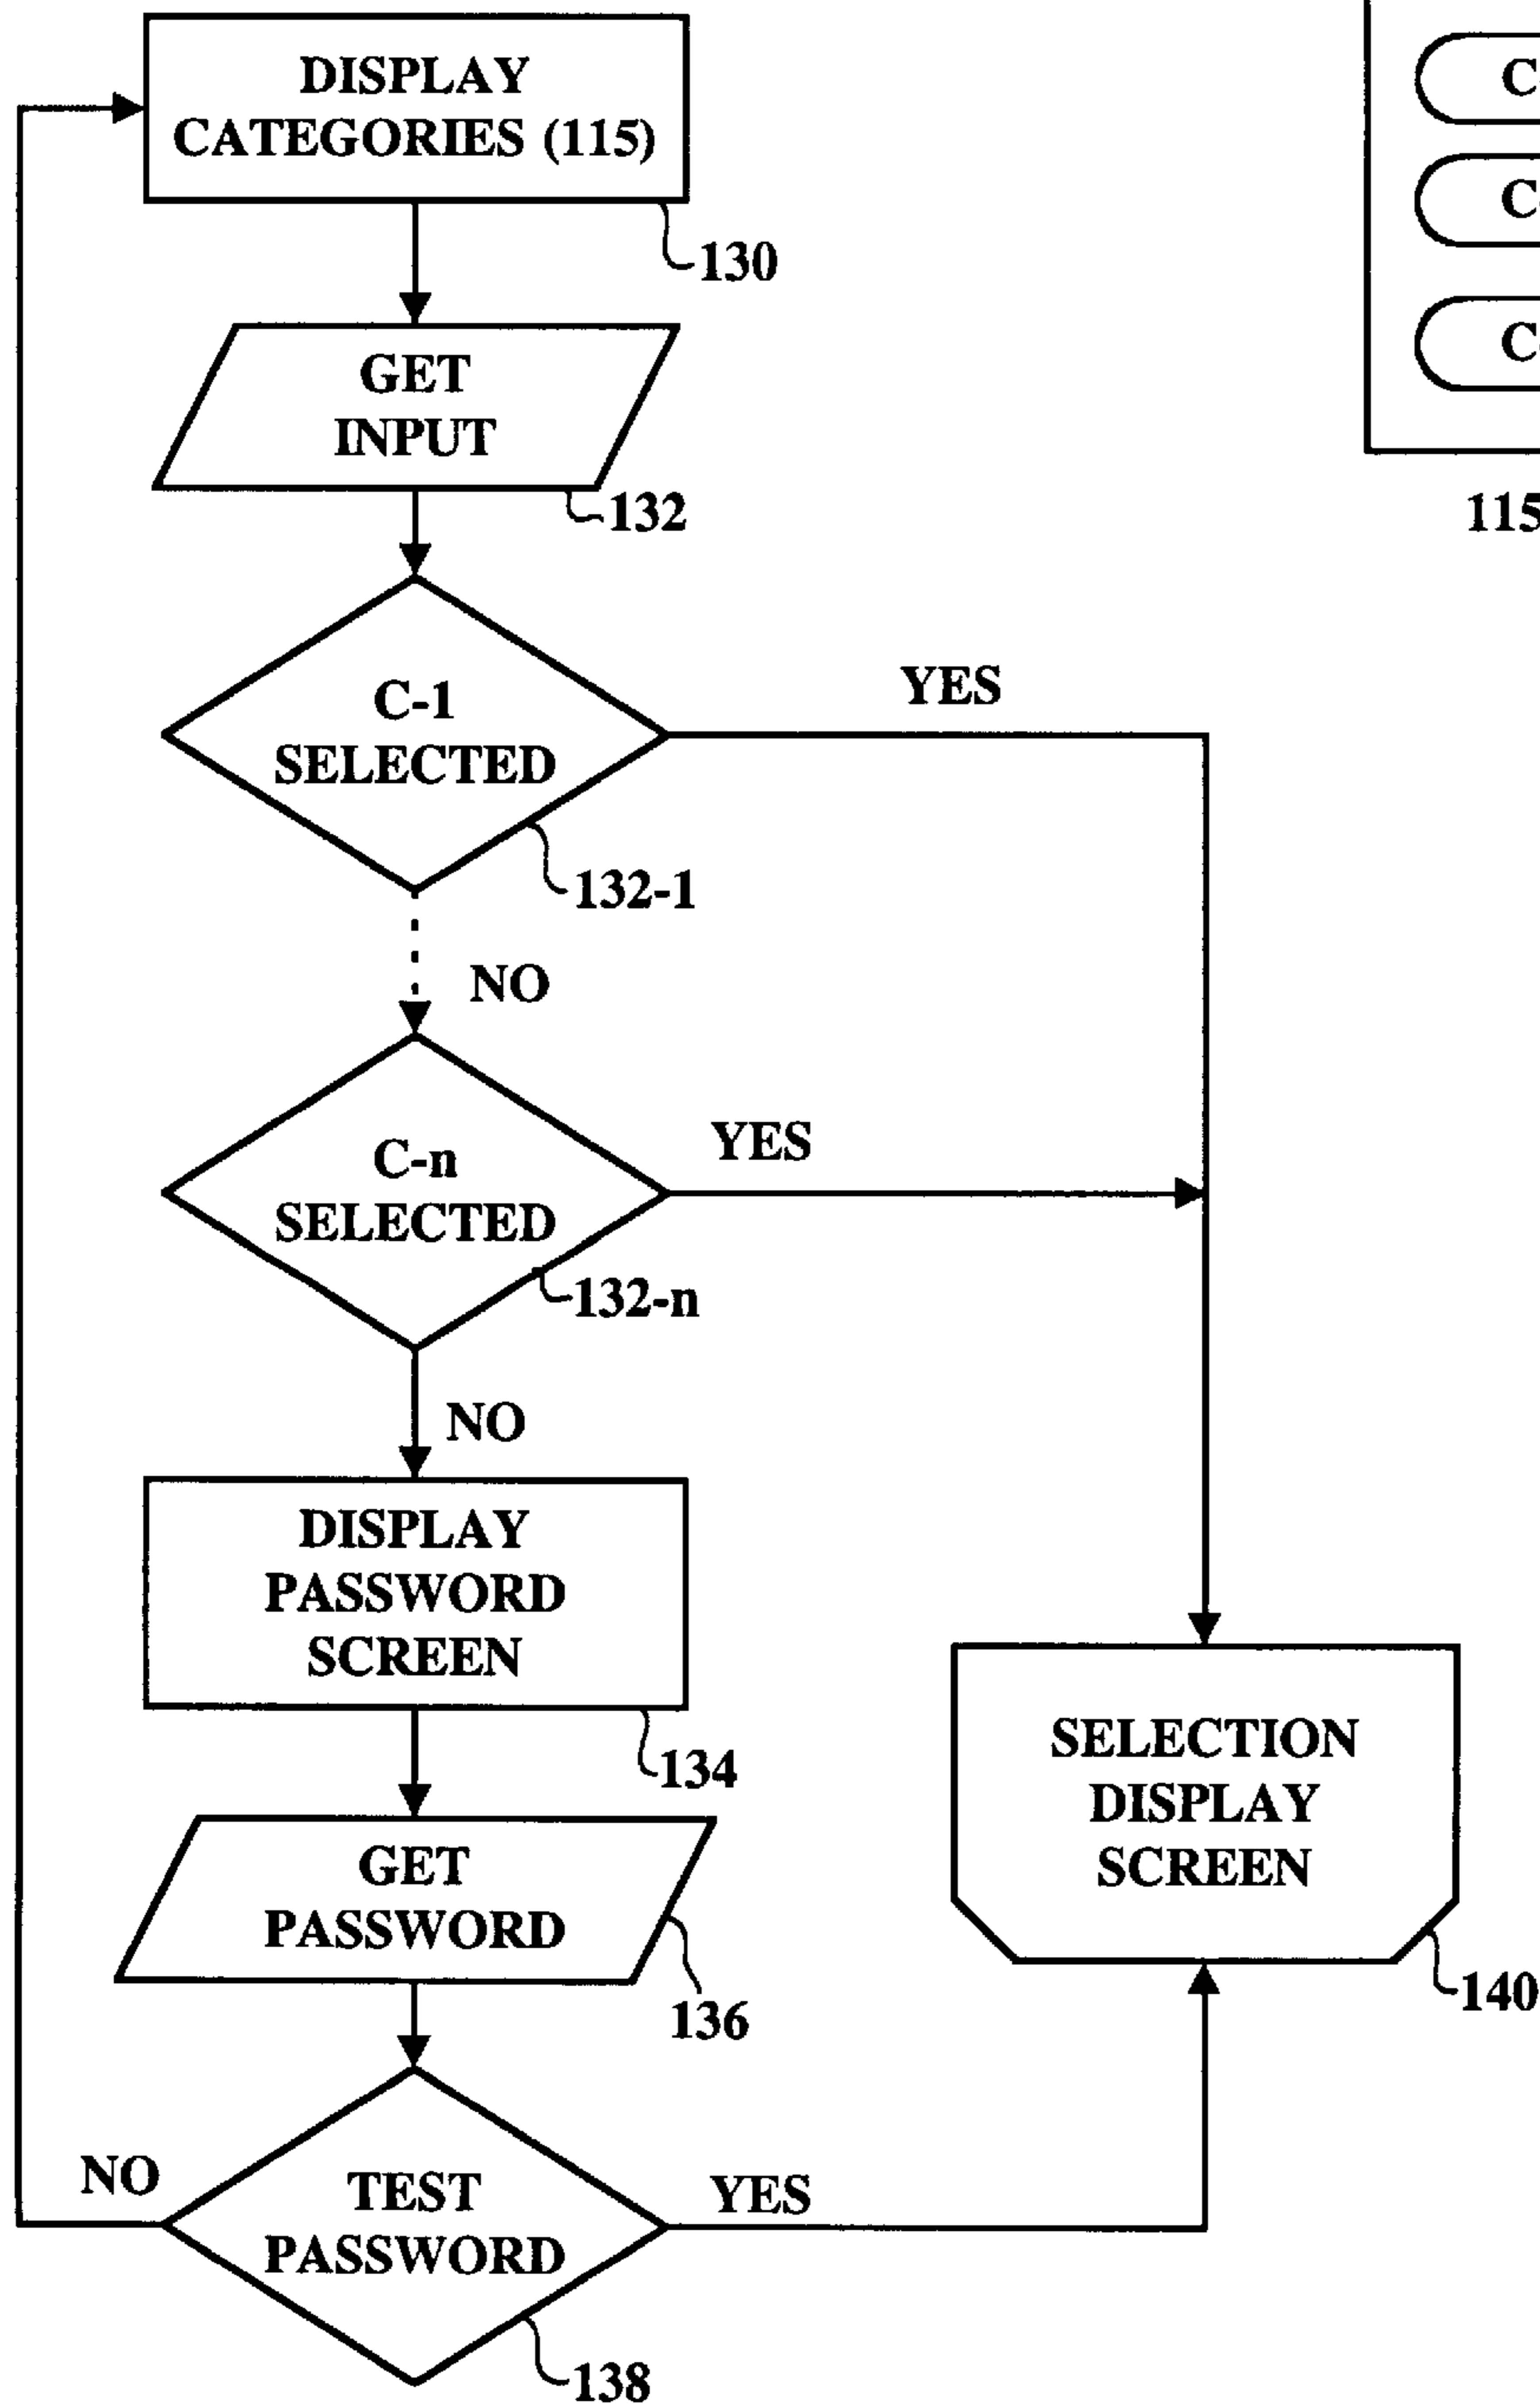 DISPLAY
CATEGORIES (115)
130
GET
INPUT
132
C-1
SELECTED
YES
132-1
NO
C-n
SELECTED
YES
132-n
NO
DISPLAY
PASSWORD
SCREEN
134
GET
PASSWORD
136
TEST
PASSWORD
NO
YES
138
SELECTION
DISPLAY
SCREEN
140
C
C
C
115